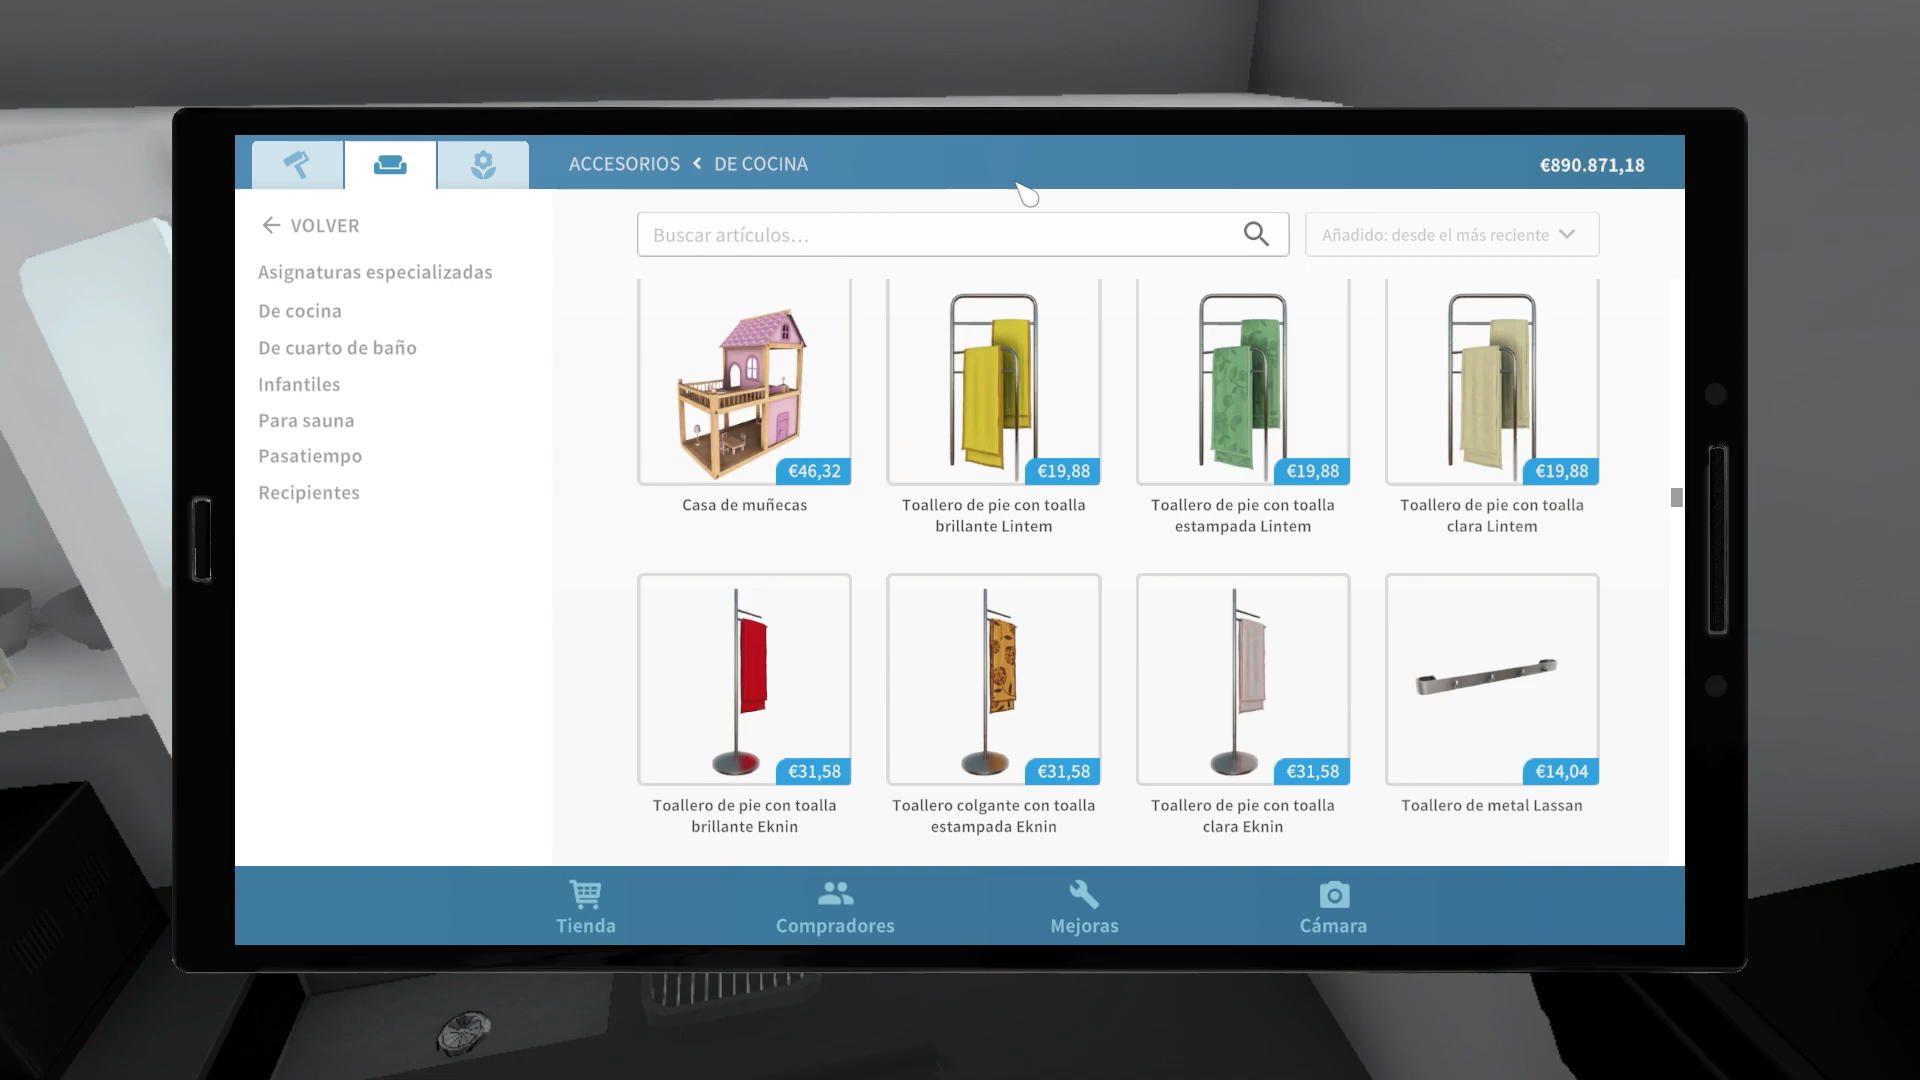 ACCESORIOS DE COCINA
€890.871,18
VOLVER
Asignaturas especializadas
De cocina
De cuarto de baño
Infantiles
Para sauna
Pasatiempo
Recipientes
Buscar artículos...
Añadido: desde el más reciente
€46,32
€19,88
€19,88
€19,88
Casa de muñecas
Toallero de pie con toalla
brillante Lintem
Toallero de pie con toalla
estampada Lintem
Toallero de pie con toalla
clara Lintem
€31,58
€31,58
€31,58
€14,04
Toallero de pie con toalla
brillante Eknin
Toallero colgante con toalla
estampada Eknin
Toallero de pie con toalla
clara Eknin
Toallero de metal Lassan
Tienda
Compradores
Mejoras
Cámara